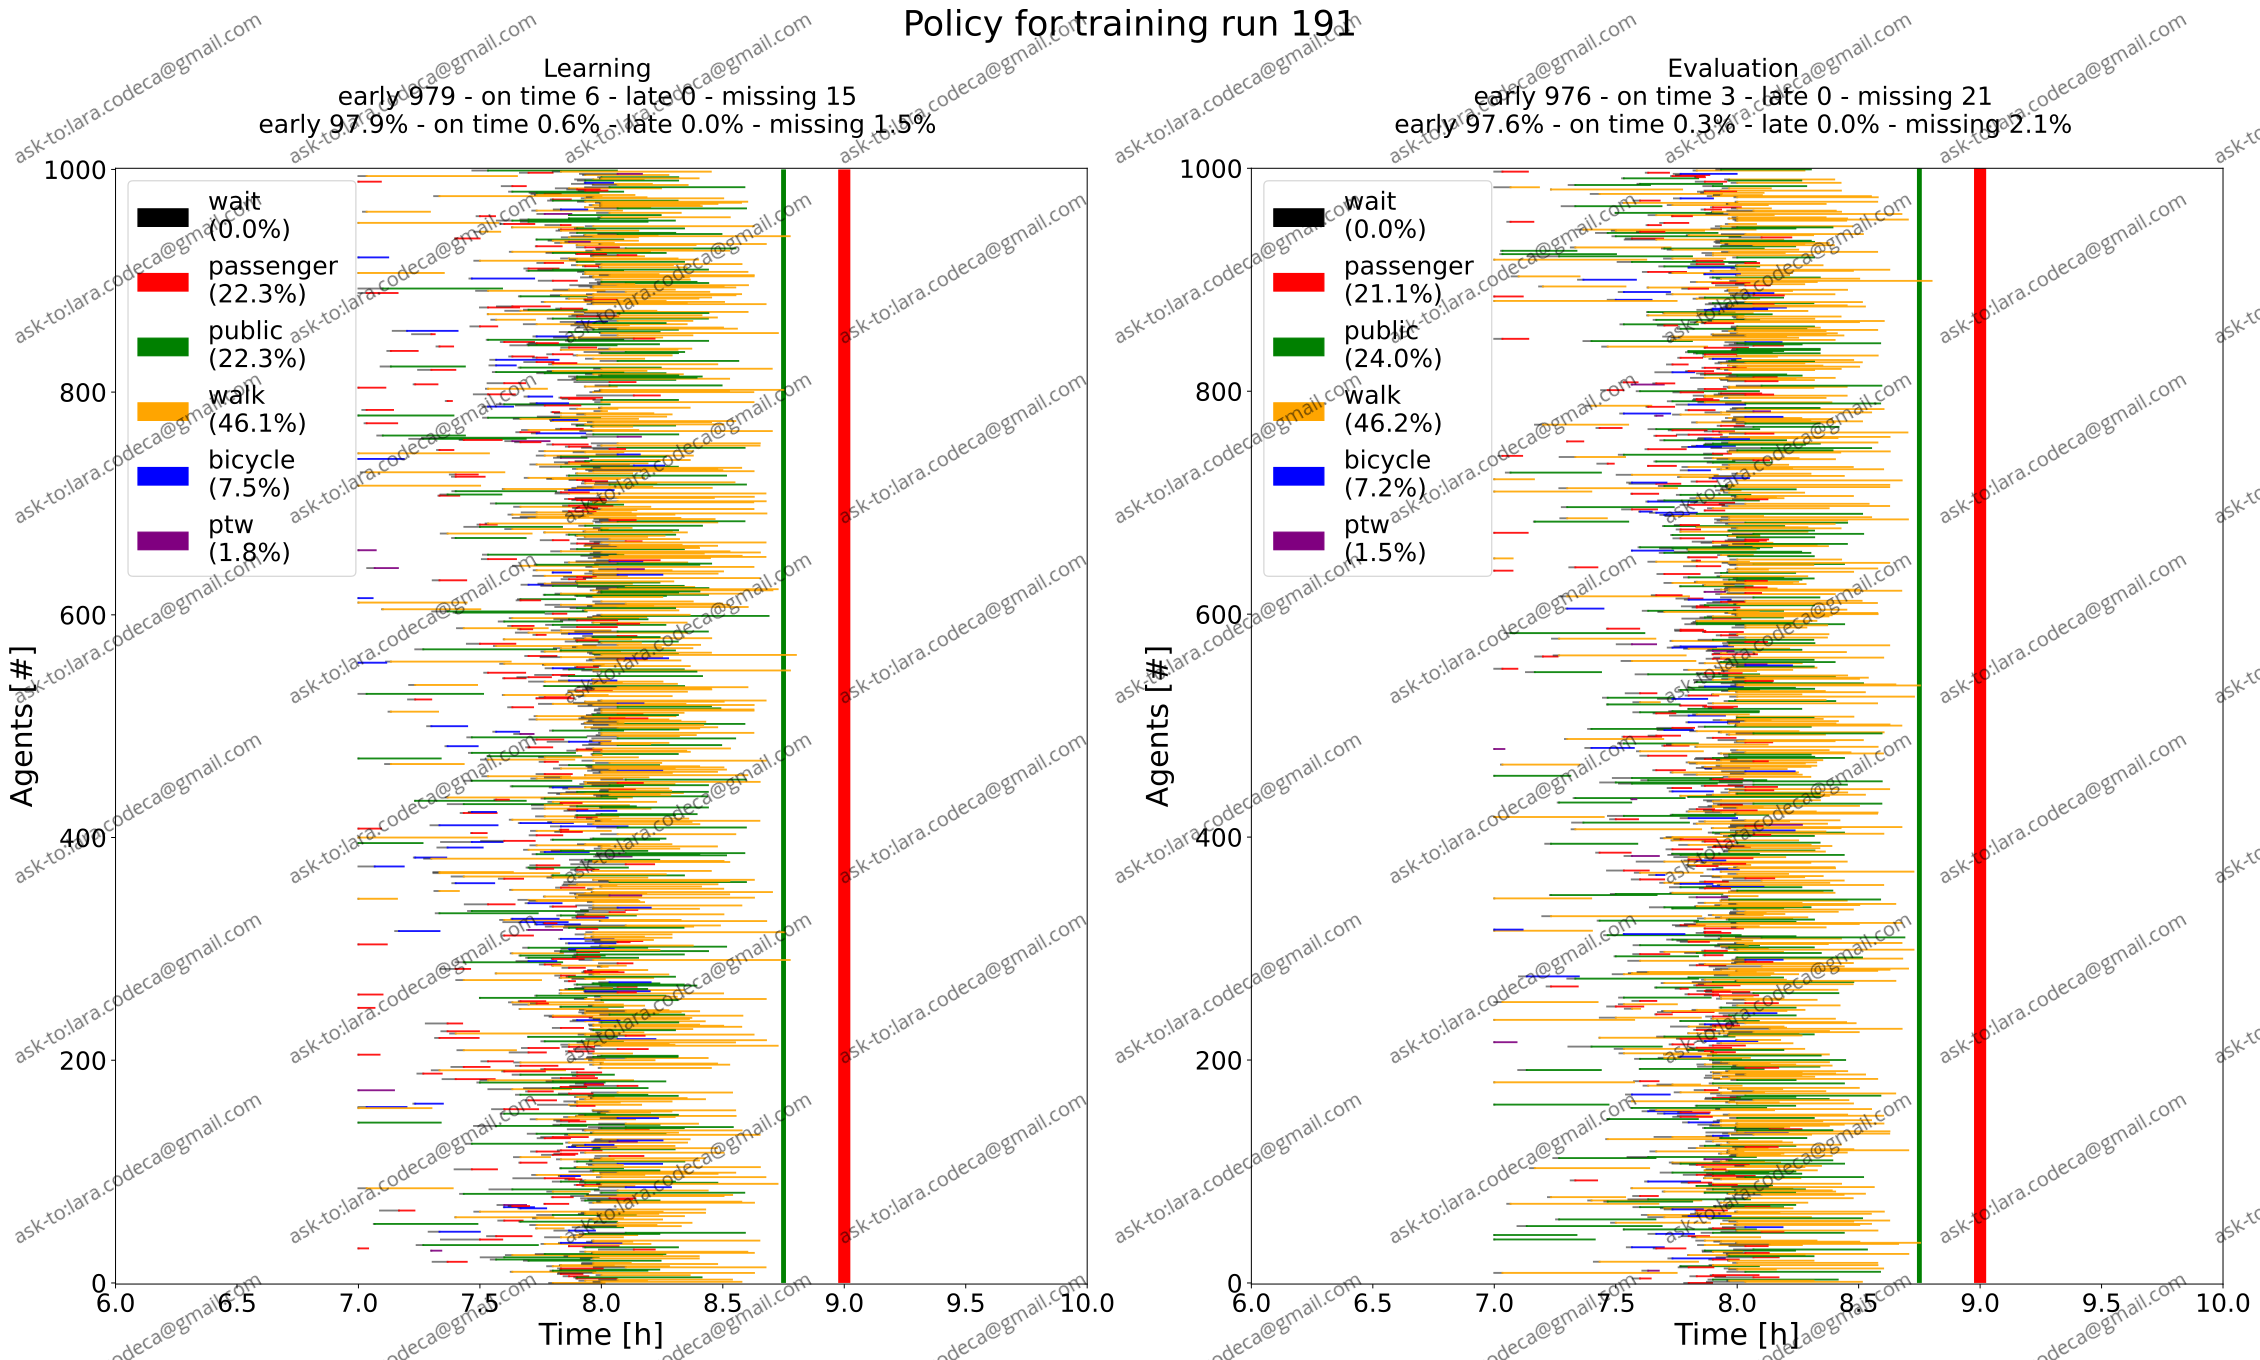 Policy for training run 191
Learning
early 979 - on time 6 - late 0 - missing 15
early 97.9% - on time 0.6% - late 0.0% - missing 1.5%
Agents [#]
1000
800
600
400
200
0
wait
(0.0%)
passenger
(22.3%)
public
(22.3%)
walk
(46.1%)
bicycle
(7.5%)
ptw
(1.8%)
6.0 6.5 7.0 7.5 8.0 8.5 9.0 9.5 10.0
Time [h]
Evaluation
early 976 - on time 3 - late 0 - missing 21
early 97.6% - on time 0.3% - late 0.0% - missing 2.1%
Agents [#]
1000
800
600
400
200
0
wait
(0.0%)
passenger
(21.1%)
public
(24.0%)
walk
(46.2%)
bicycle
(7.2%)
ptw
(1.5%)
6.0 6.5 7.0 7.5 8.0 8.5 9.0 9.5 10.0
Time [h]
ask-to:lara.codeca@gmail.com